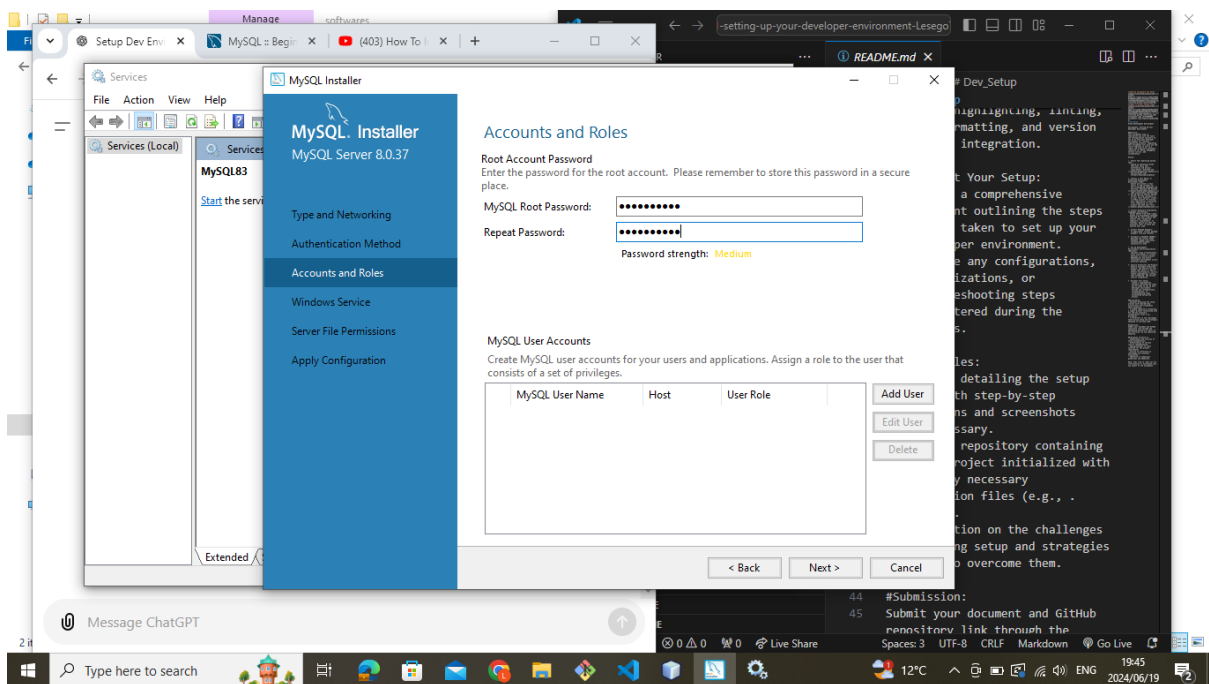 Manage
softwares
Fi
Setup Dev Envi
MySQL :: Begin
(403) How To I
-setting-up-your-developer-environment-Lesego
README.md
# Dev_Setup
Services
File Action View Help
Services (Local)
Services
MySQL83
Start the servi
Extended
MySQL Installer
MySQL. Installer
MySQL Server 8.0.37
Type and Networking
Authentication Method
Accounts and Roles
Windows Service
Server File Permissions
Apply Configuration
Accounts and Roles
Root Account Password
Enter the password for the root account. Please remember to store this password in a secure
place.
MySQL Root Password: ●●●●●●●●●●
Repeat Password: ●●●●●●●●●●
Password strength: Medium
MySQL User Accounts
Create MySQL user accounts for your users and applications. Assign a role to the user that
consists of a set of privileges.
MySQL User Name Host User Role
Add User
Edit User
Delete
< Back Next > Cancel
highlighting, linting,
rmatting, and version
integration.
t Your Setup:
a comprehensive
nt outlining the steps
taken to set up your
per environment.
e any configurations,
izations, or
eshooting steps
tered during the
s.
les:
detailing the setup
th step-by-step
ns and screenshots
ssary.
repository containing
roject initialized with
y necessary
ion files (e.g., .
.
tion on the challenges
ng setup and strategies
o overcome them.
44 #Submission:
45 Submit your document and GitHub
repository link through the
Message ChatGPT
2 it
0 0 0 Live Share
Spaces: 3 UTF-8 CRLF Markdown Go Live
Type here to search
12°C ENG 19:45
2024/06/19
2